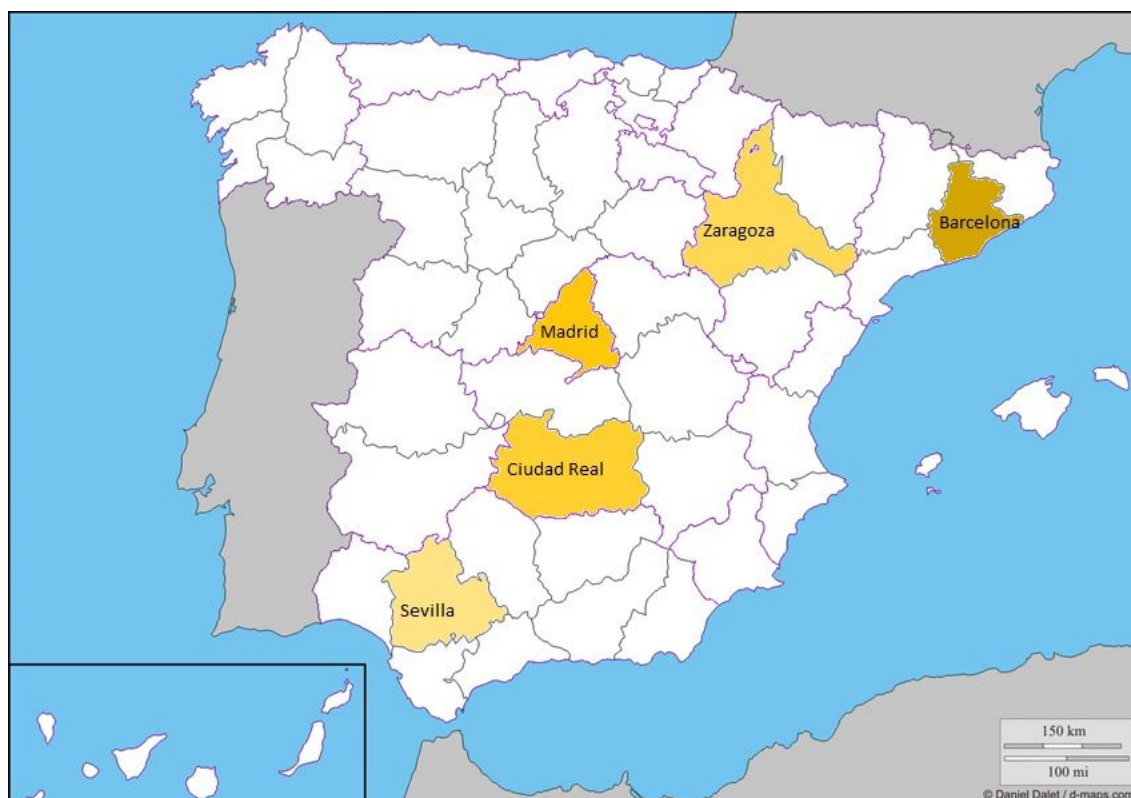 Zaragoza
Barcelona
Madrid
Ciudad Real
Sevilla
150 km
100 mi
© Daniel Dalet / d-maps.com